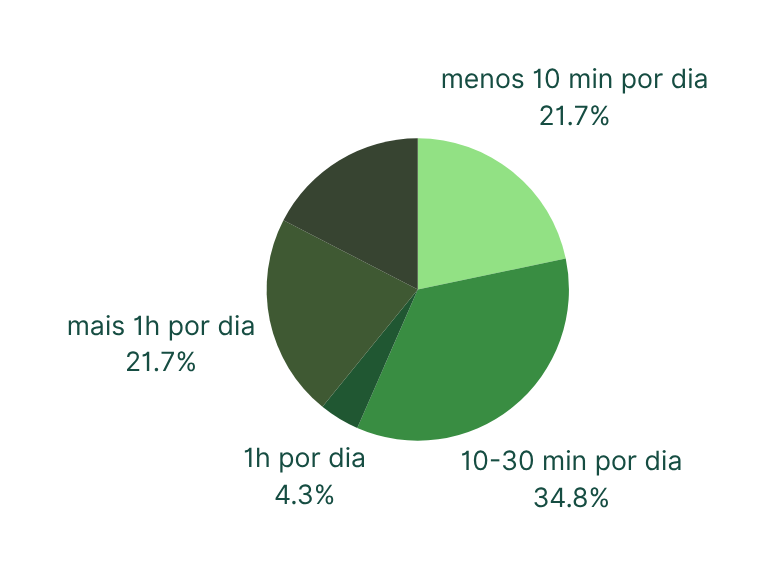 menos 10 min por dia
21.7%
mais 1h por dia
21.7%
1h por dia
4.3%
10-30 min por dia
34.8%